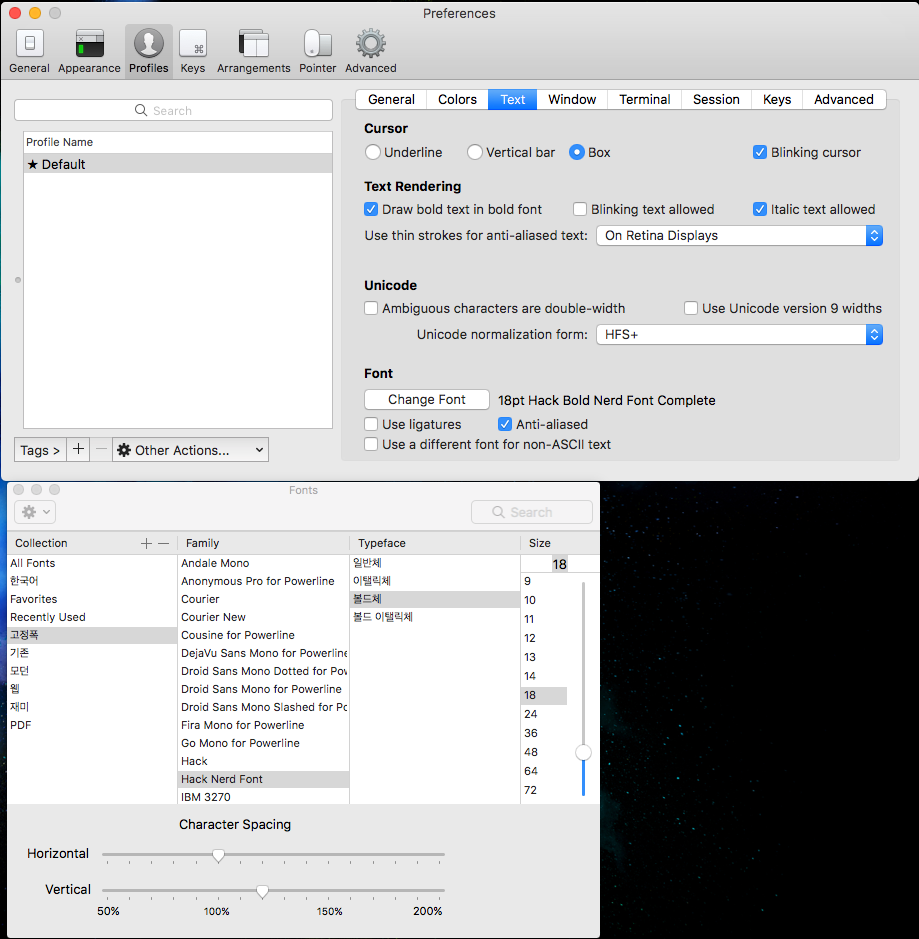 Preferences
General Appearance Profiles Keys Arrangements Pointer Advanced
Search
Profile Name
★ Default
Tags > + − Other Actions...
General Colors Text Window Terminal Session Keys Advanced
Cursor
Underline Vertical bar Box Blinking cursor
Text Rendering
Draw bold text in bold font Blinking text allowed Italic text allowed
Use thin strokes for anti-aliased text: On Retina Displays
Unicode
Ambiguous characters are double-width Use Unicode version 9 widths
Unicode normalization form: HFS+
Font
Change Font 18pt Hack Bold Nerd Font Complete
Use ligatures Anti-aliased
Use a different font for non-ASCII text
Fonts
Search
Collection + − Family Typeface Size
All Fonts
한국어
Favorites
Recently Used
고정폭
기존
모던
웹
재미
PDF
Andale Mono
Anonymous Pro for Powerline
Courier
Courier New
Cousine for Powerline
DejaVu Sans Mono for Powerline
Droid Sans Mono Dotted for Pow
Droid Sans Mono for Powerline
Droid Sans Mono Slashed for Pc
Fira Mono for Powerline
Go Mono for Powerline
Hack
Hack Nerd Font
IBM 3270
일반체
이탤릭체
볼드체
볼드 이탤릭체
18
9
10
11
12
13
14
18
24
36
48
64
72
Character Spacing
Horizontal
Vertical
50% 100% 150% 200%